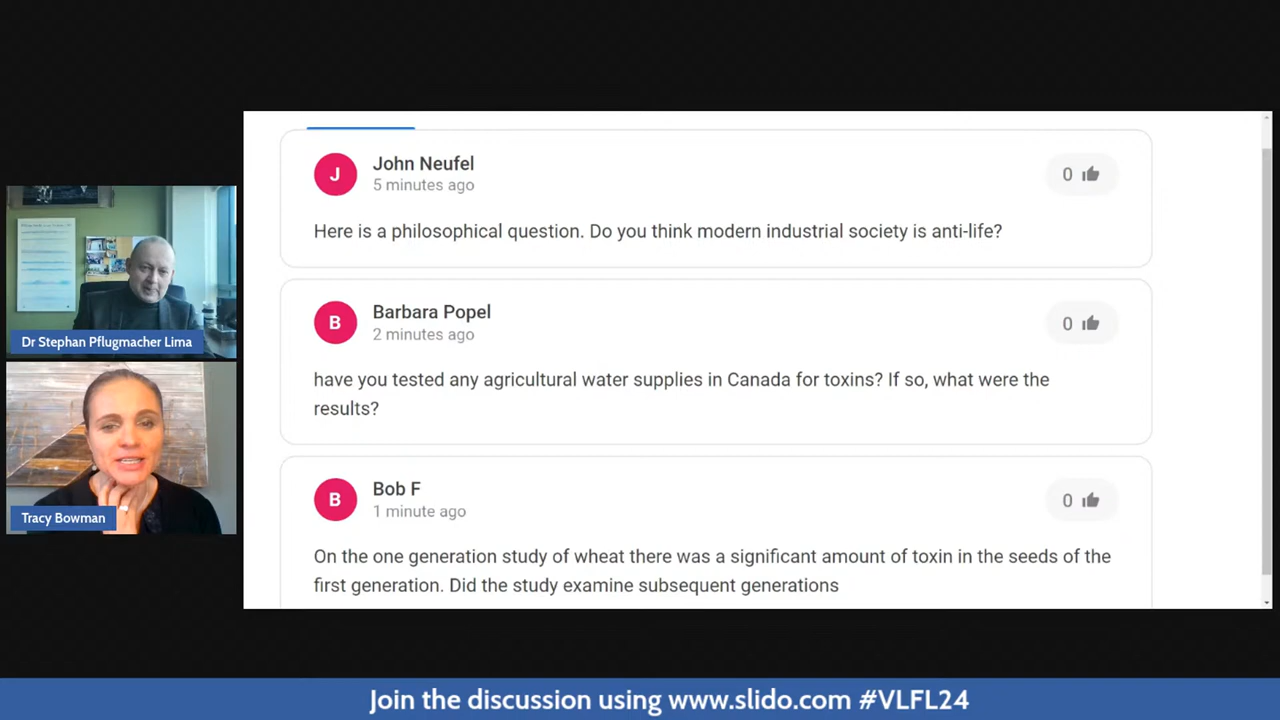 J
John Neufel
5 minutes ago
0
Here is a philosophical question. Do you think modern industrial society is anti-life?
B
Barbara Popel
2 minutes ago
0
have you tested any agricultural water supplies in Canada for toxins? If so, what were the
results?
B
Bob F
1 minute ago
0
On the one generation study of wheat there was a significant amount of toxin in the seeds of the
first generation. Did the study examine subsequent generations
Dr Stephan Pflugmacher Lima
Tracy Bowman
Join the discussion using www.slido.com #VLFL24